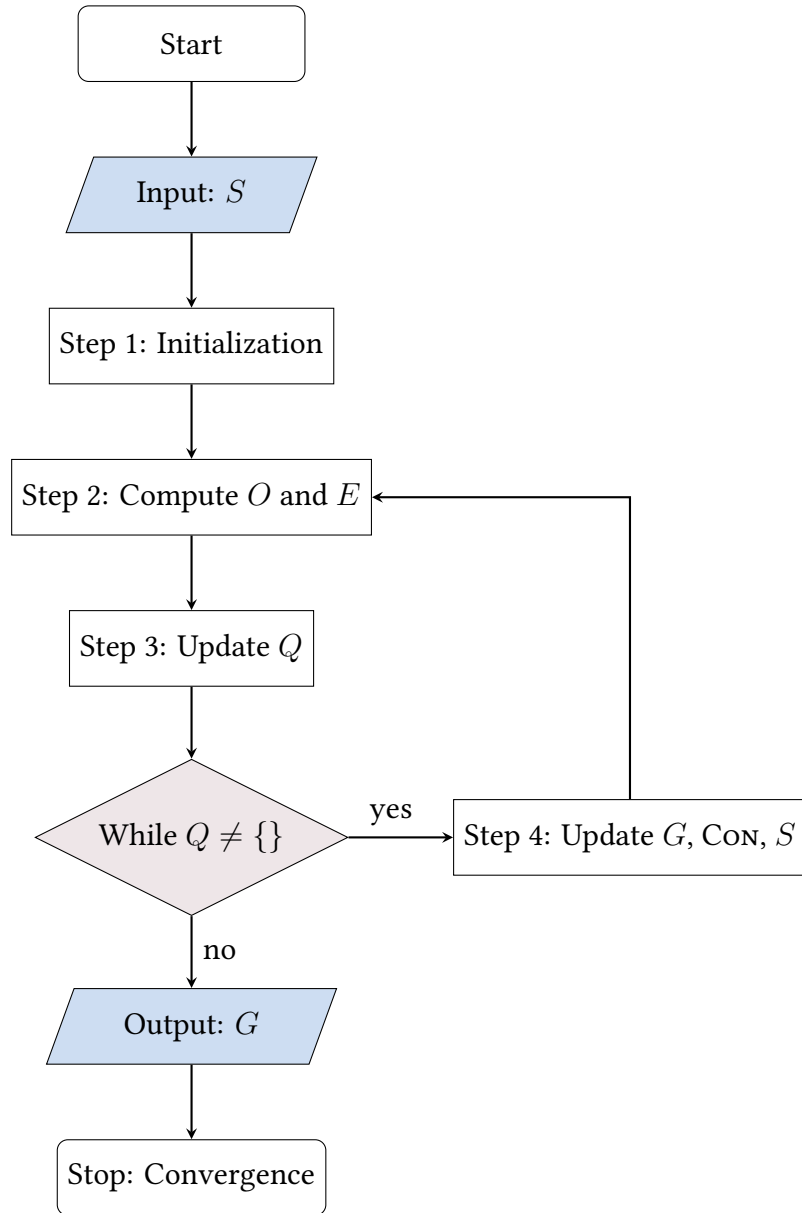 Start
Input: S
Step 1: Initialization
Step 2: Compute O and E
Step 3: Update Q
While Q ≠ {}
yes
Step 4: Update G, Con, S
no
Output: G
Stop: Convergence